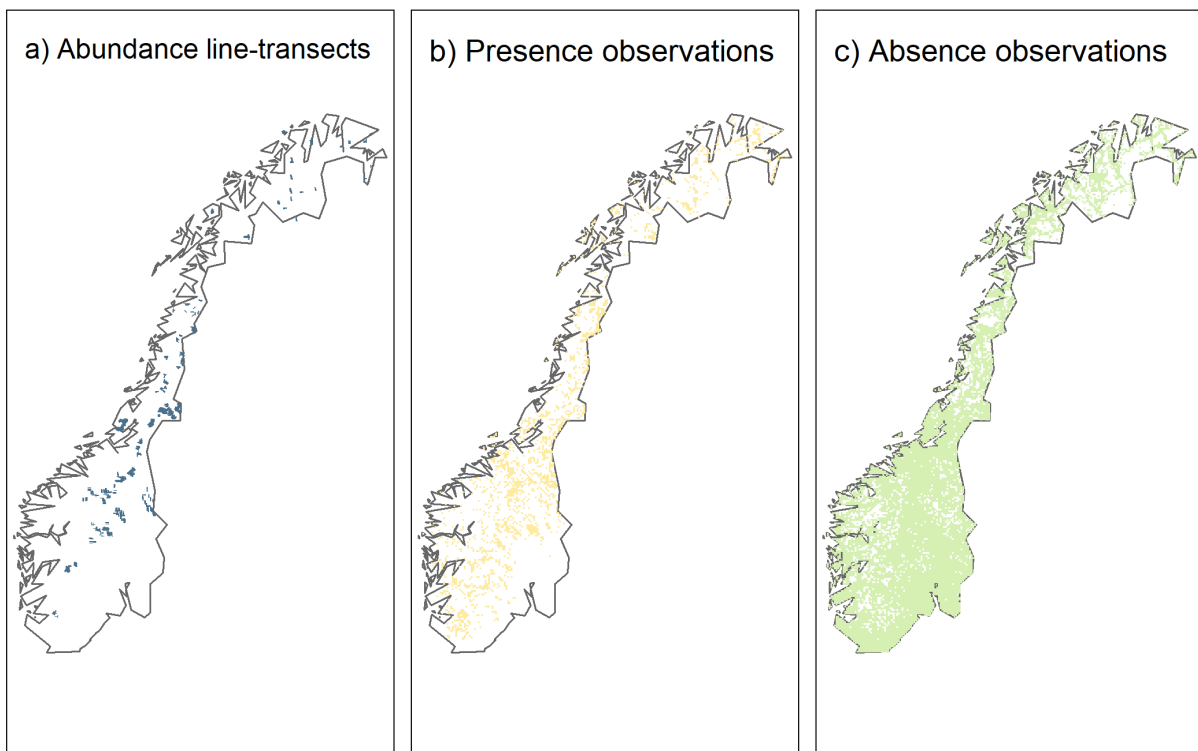 a) Abundance line-transects
b) Presence observations
c) Absence observations